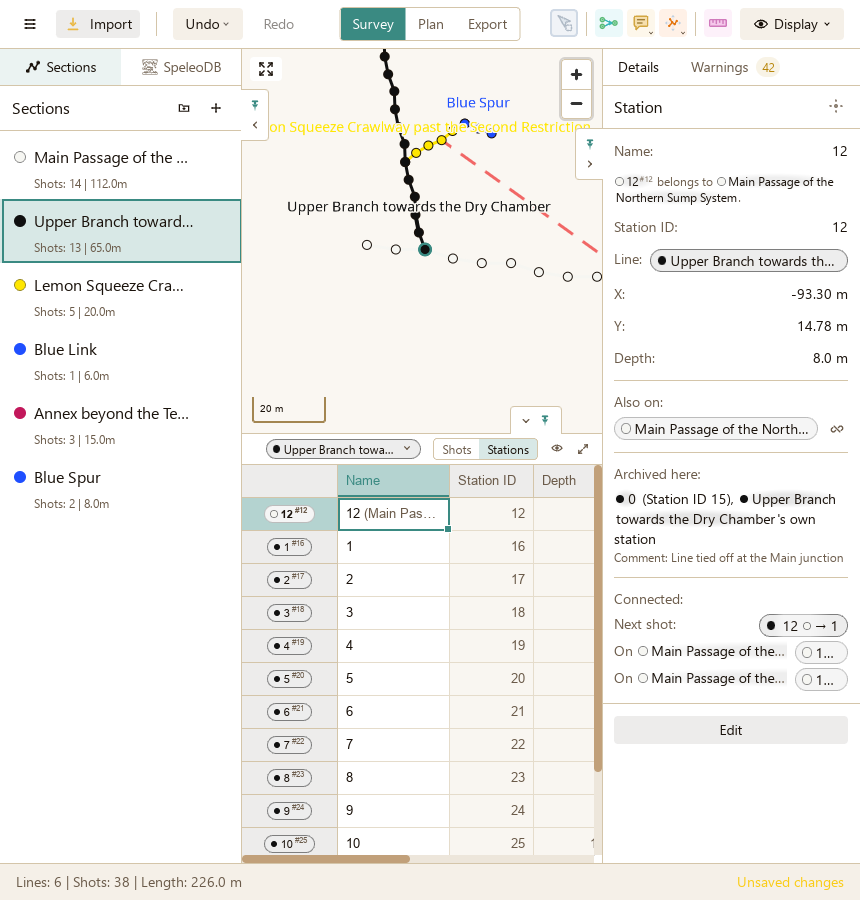 Import
Undo
Redo
Survey
Plan
Export
Display
Sections
SpeleoDB
Details
Warnings
42
Sections
Main Passage of the ...
Shots: 14 | 112.0m
Upper Branch toward...
Shots: 13 | 65.0m
Lemon Squeeze Cra...
Shots: 5 | 20.0m
Blue Link
Shots: 1 | 6.0m
Annex beyond the Te...
Shots: 3 | 15.0m
Blue Spur
Shots: 2 | 8.0m
Blue Spur
on Squeeze Crawlway past the Second Restriction
Upper Branch towards the Dry Chamber
20 m
Upper Branch towa...
Shots
Stations
Name
Station ID
Depth
12 #12
12 (Main Pas...
12
1 #16
1
16
2 #17
2
17
3 #18
3
18
4 #19
4
19
5 #20
5
20
6 #21
6
21
7 #22
7
22
8 #23
8
23
9 #24
9
24
10 #25
10
25
Station
Name:
12
12 #12 belongs to Main Passage of the
Northern Sump System.
Station ID:
12
Line:
Upper Branch towards th...
X:
-93.30 m
Y:
14.78 m
Depth:
8.0 m
Also on:
Main Passage of the North...
Archived here:
0 (Station ID 15), Upper Branch
towards the Dry Chamber's own
station
Comment: Line tied off at the Main junction
Connected:
Next shot:
12 → 1
On Main Passage of the...
1...
On Main Passage of the...
1...
Edit
Lines: 6 | Shots: 38 | Length: 226.0 m
Unsaved changes